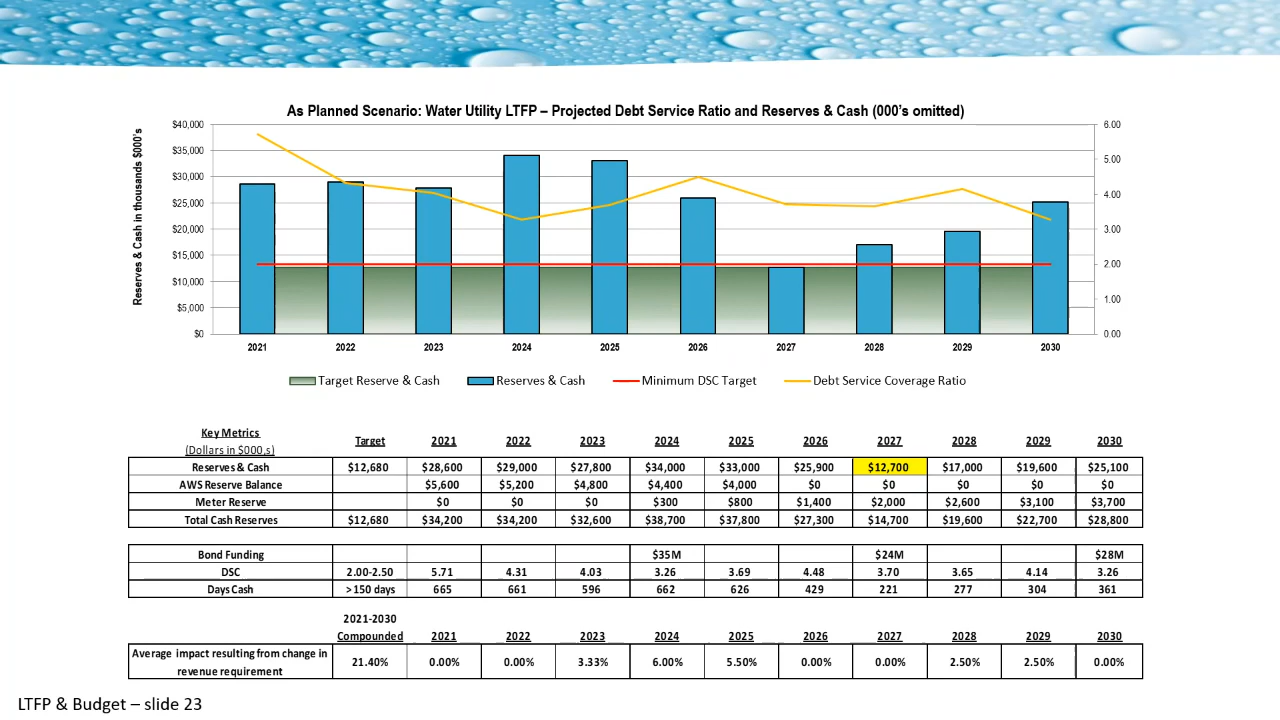 As Planned Scenario: Water Utility LTFP – Projected Debt Service Ratio and Reserves & Cash (000's omitted)
Reserves & Cash in thousands $000's
$40,000
$35,000
$30,000
$25,000
$20,000
$15,000
$10,000
$5,000
$0
6.00
5.00
4.00
3.00
2.00
1.00
0.00
2021 2022 2023 2024 2025 2026 2027 2028 2029 2030
Target Reserve & Cash Reserves & Cash Minimum DSC Target Debt Service Coverage Ratio
Key Metrics
(Dollars in $000,s) Target 2021 2022 2023 2024 2025 2026 2027 2028 2029 2030
Reserves & Cash $12,680 $28,600 $29,000 $27,800 $34,000 $33,000 $25,900 $12,700 $17,000 $19,600 $25,100
AWS Reserve Balance $5,600 $5,200 $4,800 $4,400 $4,000 $0 $0 $0 $0 $0
Meter Reserve $0 $0 $0 $300 $800 $1,400 $2,000 $2,600 $3,100 $3,700
Total Cash Reserves $12,680 $34,200 $34,200 $32,600 $38,700 $37,800 $27,300 $14,700 $19,600 $22,700 $28,800
Bond Funding $35M $24M $28M
DSC 2.00-2.50 5.71 4.31 4.03 3.26 3.69 4.48 3.70 3.65 4.14 3.26
Days Cash >150 days 665 661 596 662 626 429 221 277 304 361
2021-2030
Compounded 2021 2022 2023 2024 2025 2026 2027 2028 2029 2030
Average impact resulting from change in
revenue requirement 21.40% 0.00% 0.00% 3.33% 6.00% 5.50% 0.00% 0.00% 2.50% 2.50% 0.00%
LTFP & Budget – slide 23